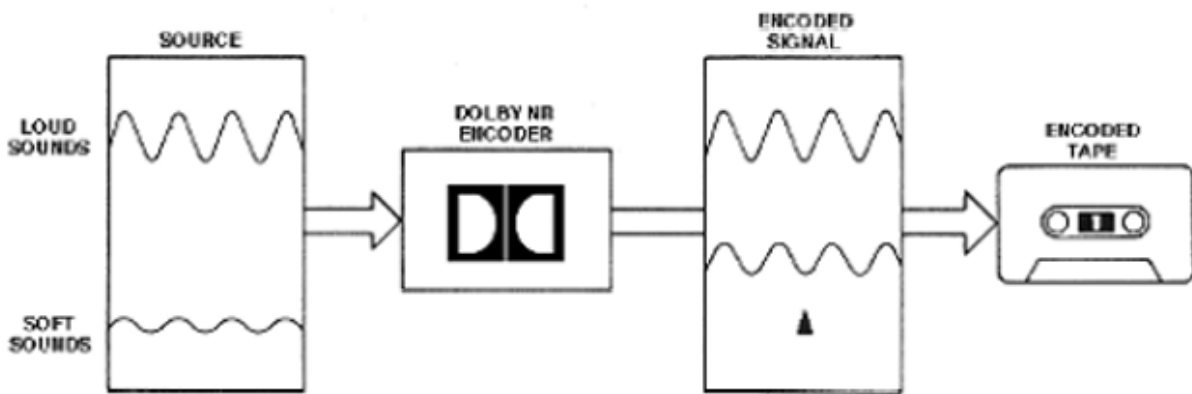 SOURCE
LOUD
SOUNDS
SOFT
SOUNDS
DOLBY NR
ENCODER
ENCODED
SIGNAL
ENCODED
TAPE